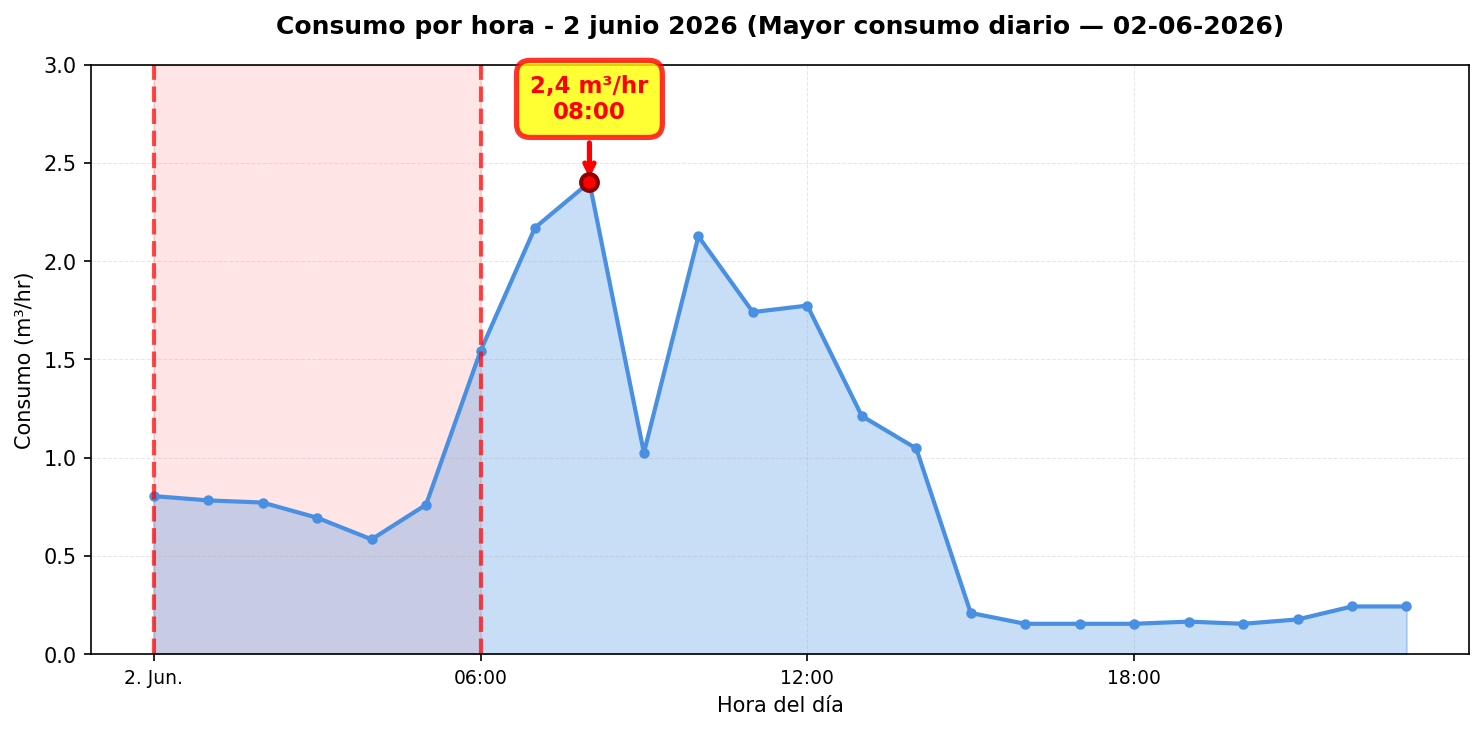 Consumo por hora - 2 junio 2026 (Mayor consumo diario — 02-06-2026)
2,4 m³/hr
08:00
Consumo (m³/hr)
3.0
2.5
2.0
1.5
1.0
0.5
0.0
2. Jun.
06:00
12:00
18:00
Hora del día